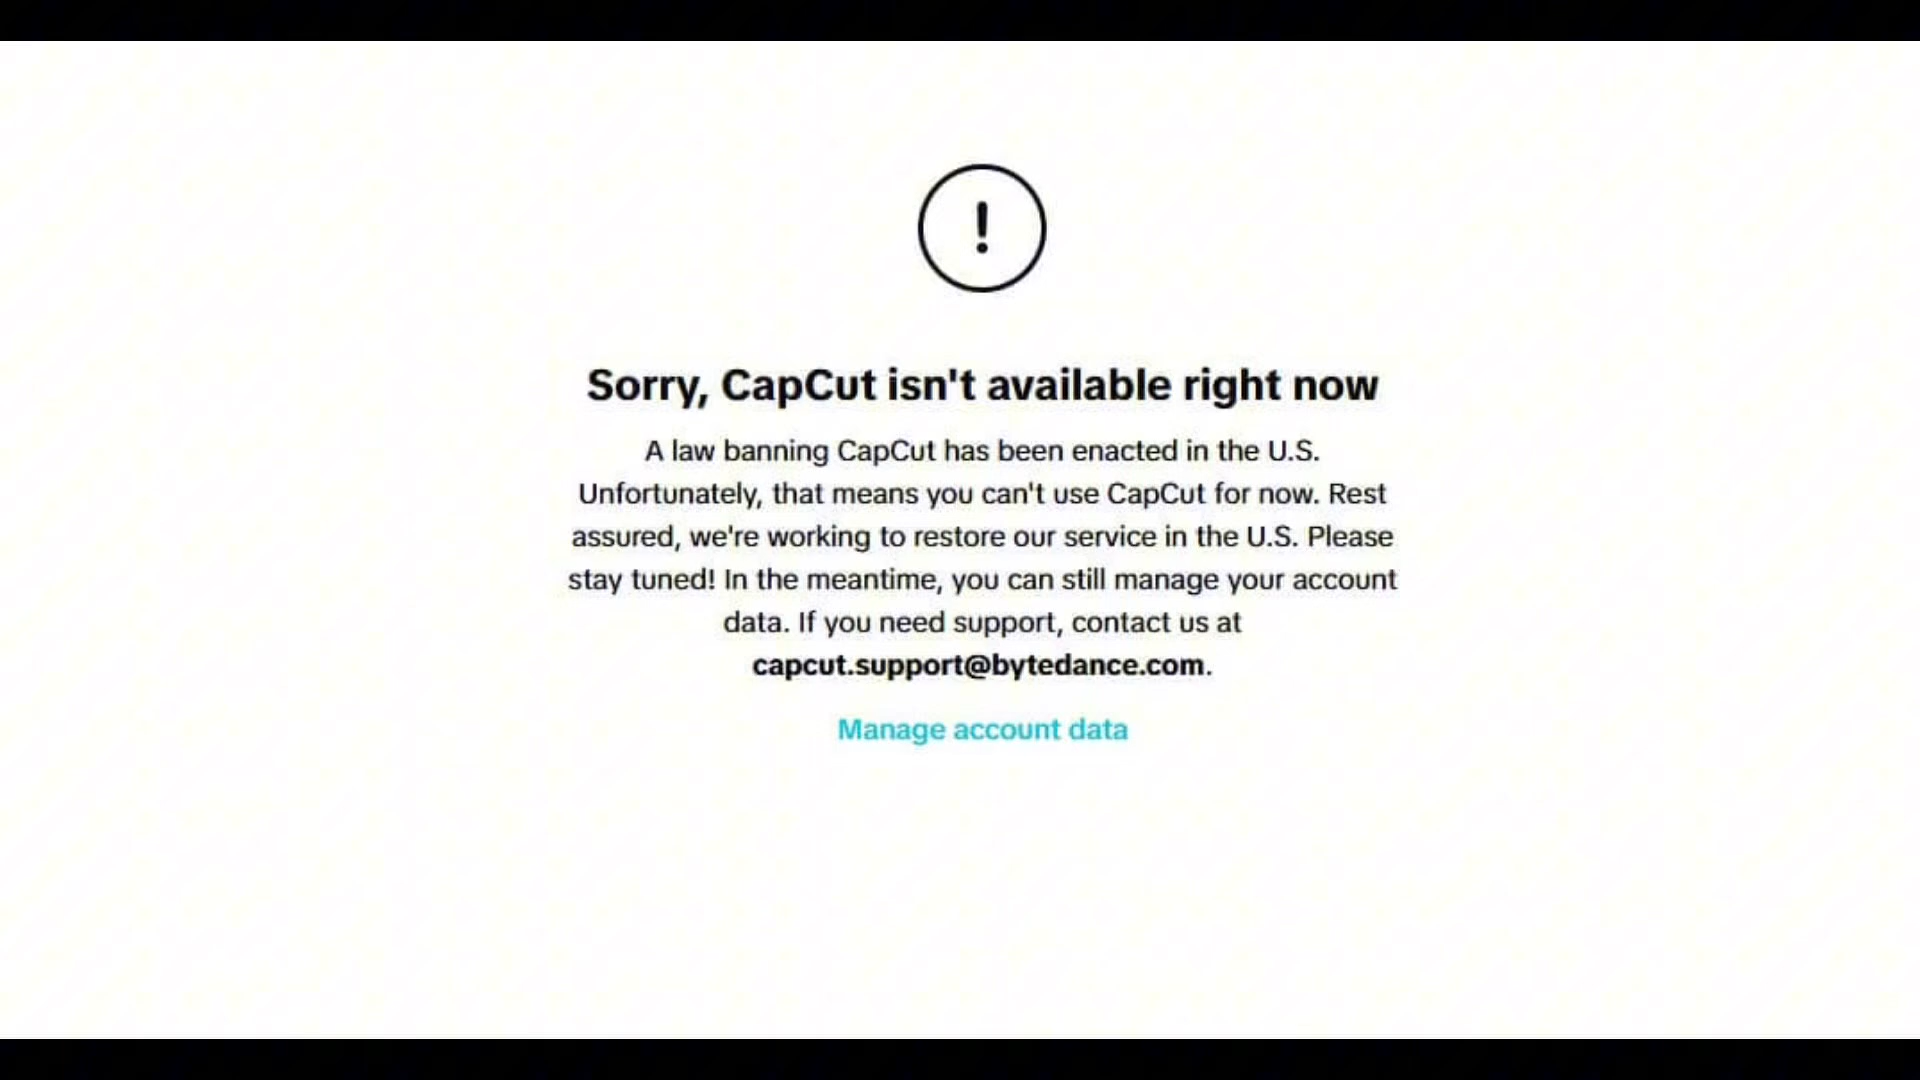 !
Sorry, CapCut isn't available right now
A law banning CapCut has been enacted in the U.S.
Unfortunately, that means you can't use CapCut for now. Rest
assured, we're working to restore our service in the U.S. Please
stay tuned! In the meantime, you can still manage your account
data. If you need support, contact us at
capcut.support@bytedance.com.
Manage account data